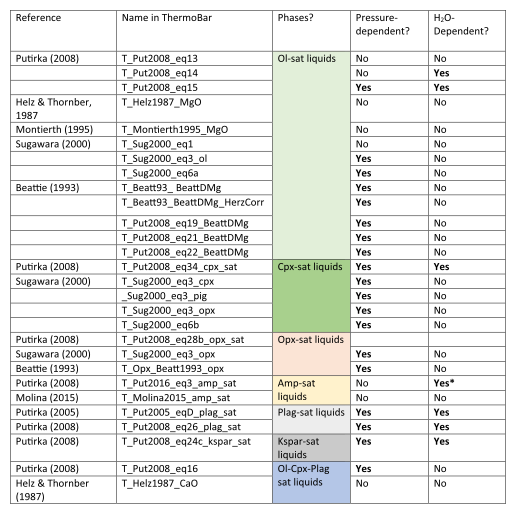 Reference Name in ThermoBar Phases? Pressure-dependent? H₂O-Dependent?
Putirka (2008) T_Put2008_eq13 Ol-sat liquids No No
T_Put2008_eq14 No Yes
T_Put2008_eq15 Yes Yes
Helz & Thornber, 1987 T_Helz1987_MgO No No
Montierth (1995) T_Montierth1995_MgO No No
Sugawara (2000) T_Sug2000_eq1 No No
T_Sug2000_eq3_ol Yes No
T_Sug2000_eq6a Yes No
Beattie (1993) T_Beatt93_ BeattDMg Yes No
T_Beatt93_BeattDMg_HerzCorr Yes No
T_Put2008_eq19_BeattDMg Yes No
T_Put2008_eq21_BeattDMg Yes No
T_Put2008_eq22_BeattDMg Yes No
Putirka (2008) T_Put2008_eq34_cpx_sat Cpx-sat liquids Yes Yes
Sugawara (2000) T_Sug2000_eq3_cpx Yes No
_Sug2000_eq3_pig Yes No
T_Sug2000_eq3_opx Yes No
T_Sug2000_eq6b Yes No
Putirka (2008) T_Put2008_eq28b_opx_sat Opx-sat liquids
Sugawara (2000) T_Sug2000_eq3_opx Yes No
Beattie (1993) T_Opx_Beatt1993_opx Yes No
Putirka (2008) T_Put2016_eq3_amp_sat Amp-sat liquids No Yes*
Molina (2015) T_Molina2015_amp_sat No No
Putirka (2005) T_Put2005_eqD_plag_sat Plag-sat liquids Yes Yes
Putirka (2008) T_Put2008_eq26_plag_sat Yes Yes
Putirka (2008) T_Put2008_eq24c_kspar_sat Kspar-sat liquids Yes Yes
Putirka (2008) T_Put2008_eq16 Ol-Cpx-Plag sat liquids Yes No
Helz & Thornber (1987) T_Helz1987_CaO No No